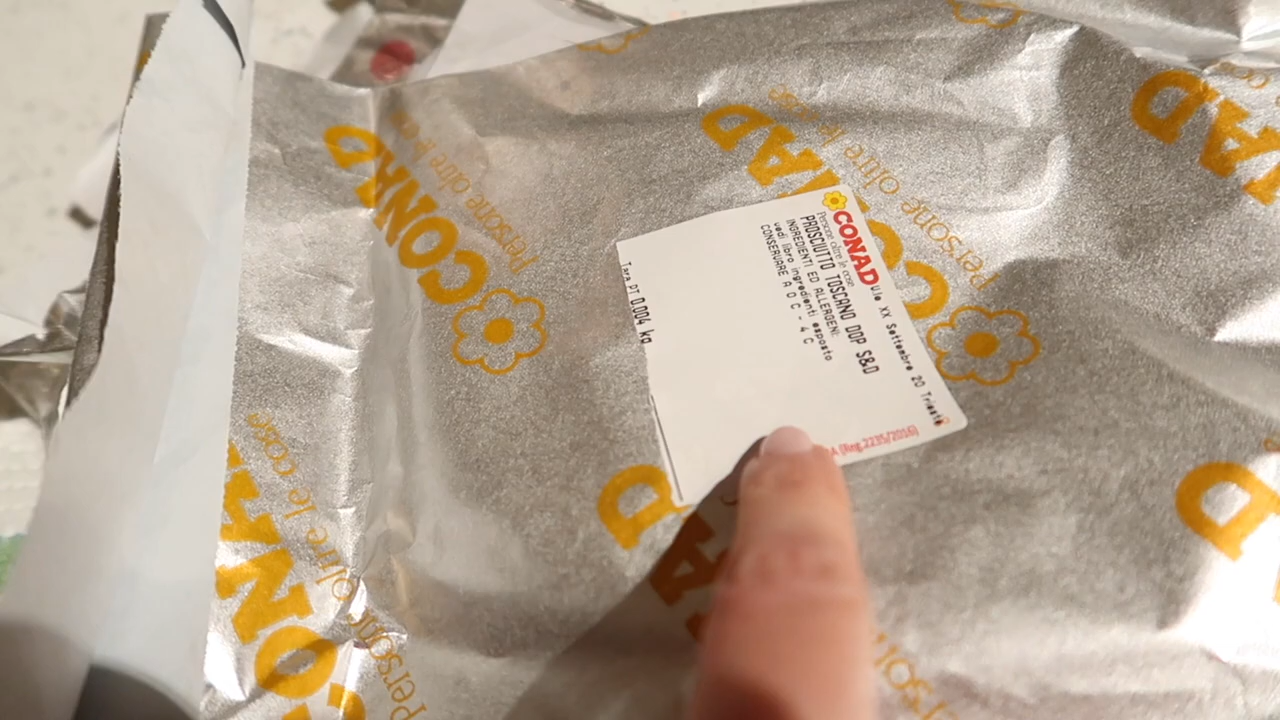 CONAD
Persone oltre le cose
CONAD
Persone oltre le cose
CONAD
Persone oltre le cose
V.le XX Settembre 20 Trieste
PROSCIUTTO TOSCANO DOP S&D
INGREDIENTI ED ALLERGENI:
vedi libro ingredienti esposto
CONSERVARE A 0 C - 4 C
Tara PT 0.004 kg
(Reg.2235/2016)
CONAD
Persone oltre le cose